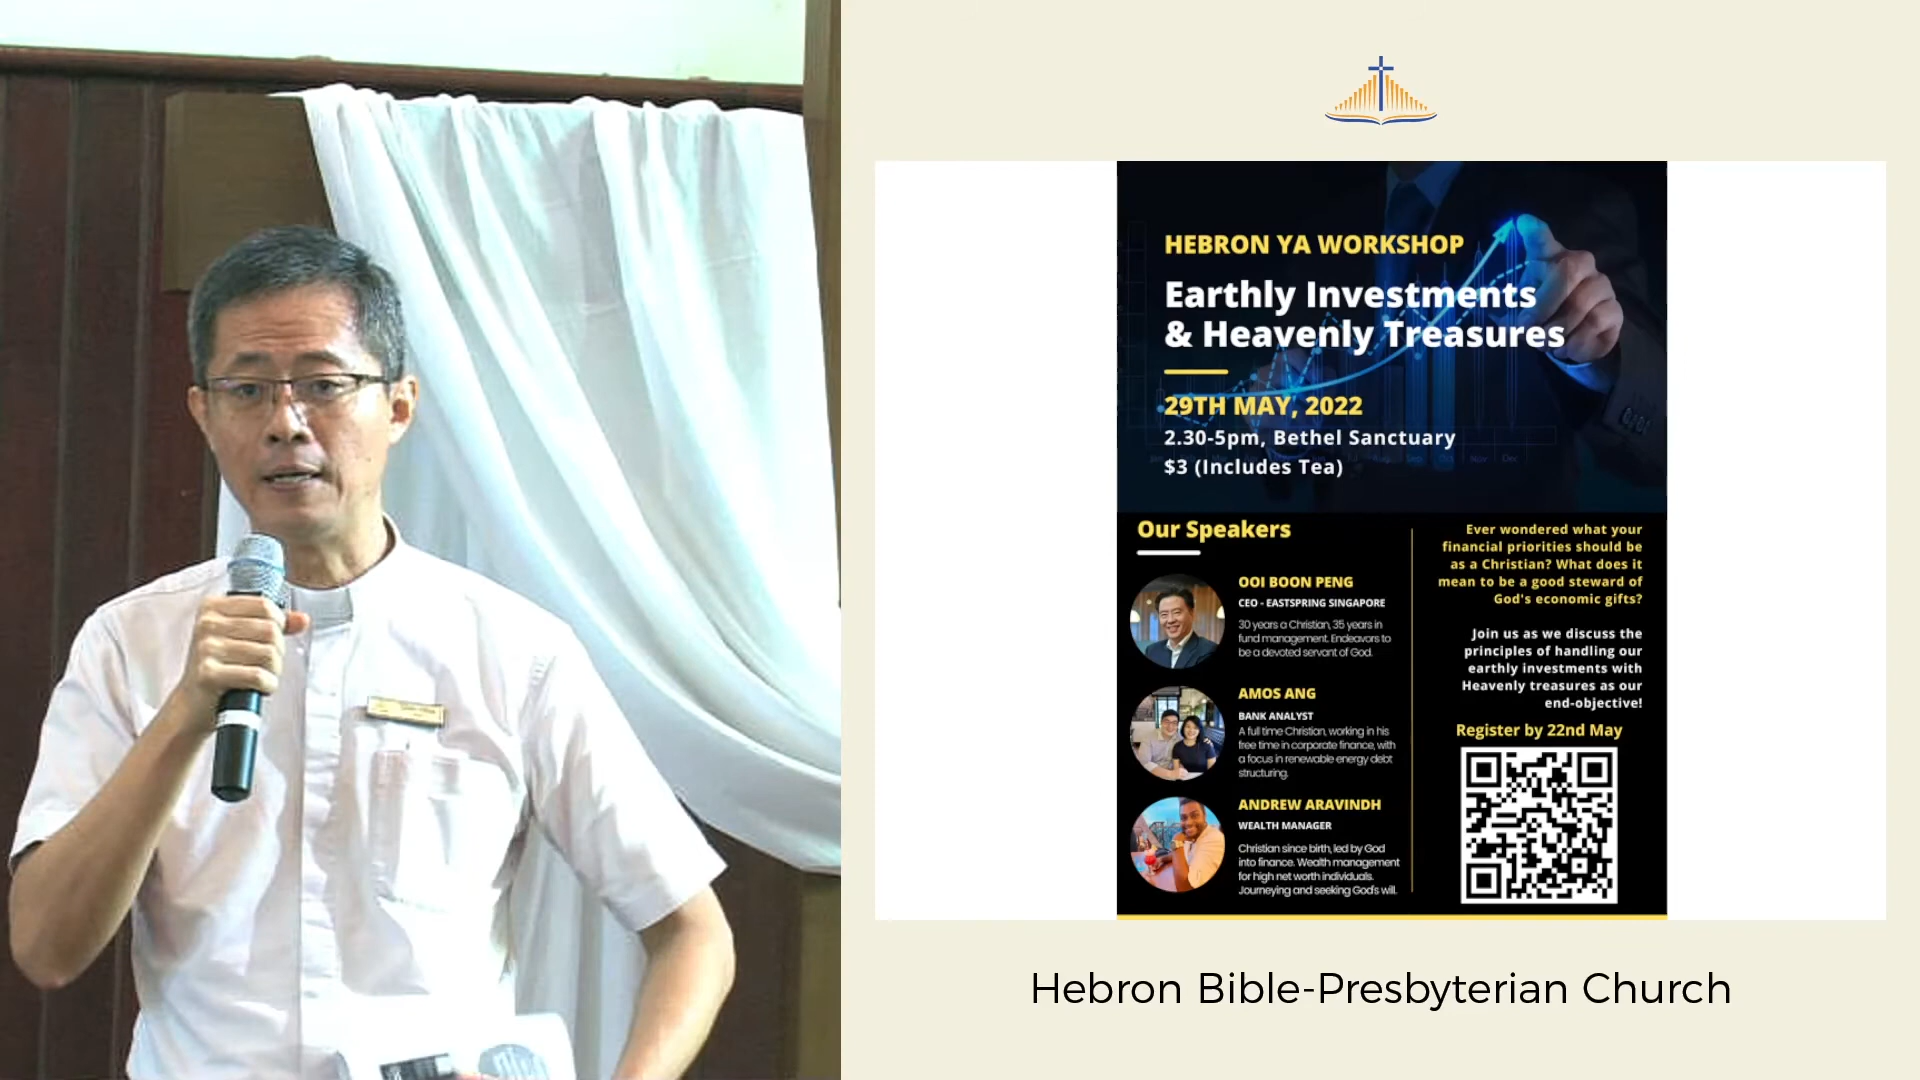 HEBRON YA WORKSHOP
Earthly Investments
& Heavenly Treasures
29TH MAY, 2022
2.30-5pm, Bethel Sanctuary
$3 (Includes Tea)
Our Speakers
OOI BOON PENG
CEO - EASTSPRING SINGAPORE
30 years a Christian, 35 years in
fund management. Endeavors to
be a devoted servant of God.
AMOS ANG
BANK ANALYST
A full time Christian, working in his
free time in corporate finance, with
a focus in renewable energy debt
structuring.
ANDREW ARAVINDH
WEALTH MANAGER
Christian since birth, led by God
into finance. Wealth management
for high net worth individuals.
Journeying and seeking God's will.
Ever wondered what your
financial priorities should be
as a Christian? What does it
mean to be a good steward of
God's economic gifts?
Join us as we discuss the
principles of handling our
earthly investments with
Heavenly treasures as our
end-objective!
Register by 22nd May
Hebron Bible-Presbyterian Church